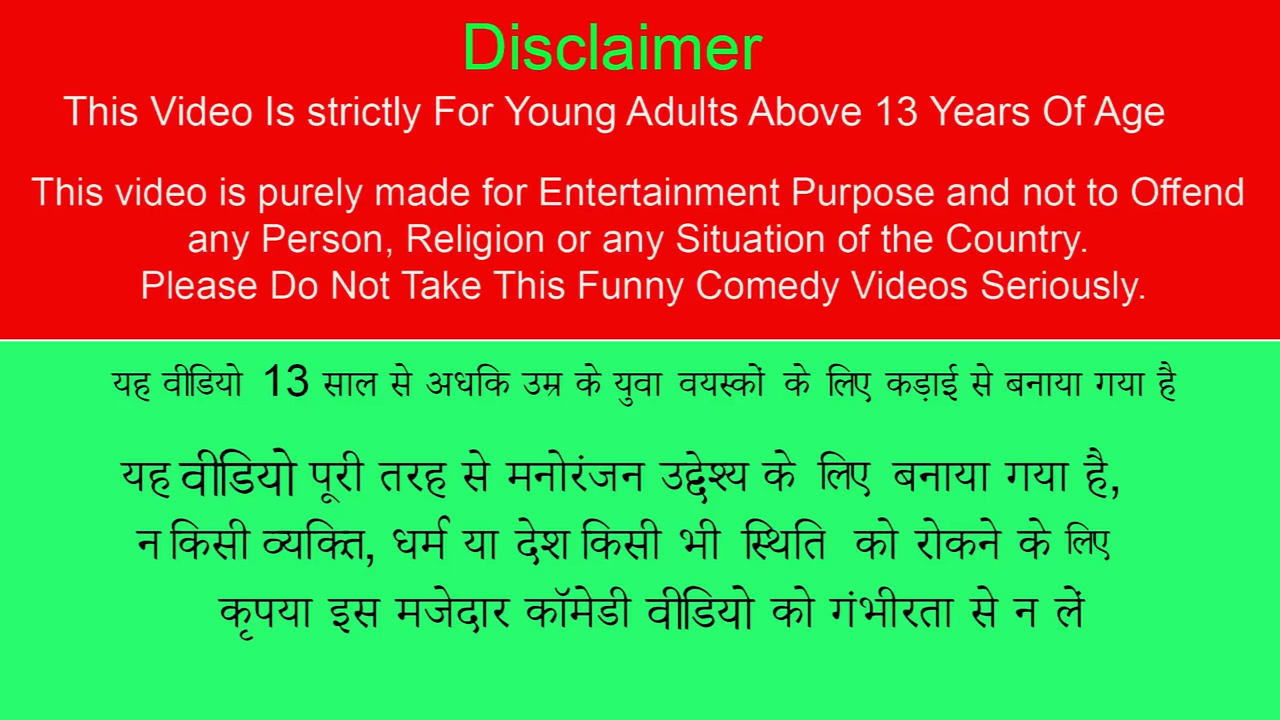 Disclaimer
This Video Is strictly For Young Adults Above 13 Years Of Age
This video is purely made for Entertainment Purpose and not to Offend
any Person, Religion or any Situation of the Country.
Please Do Not Take This Funny Comedy Videos Seriously.
यह वीडियो 13 साल से अधकि उम्र के युवा वयस्कों के लिए कड़ाई से बनाया गया है
यह वीडियो पूरी तरह से मनोरंजन उद्देश्य के लिए बनाया गया है,
न किसी व्यक्ति, धर्म या देश किसी भी स्थिति को रोकने के लिए
कृपया इस मजेदार कॉमेडी वीडियो को गंभीरता से न लें